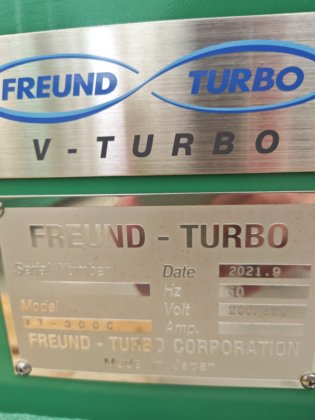 FREUND TURBO
V-TURBO
FREUND - TURBO
Serial Number Date 2021.9
Hz
Model Volt
Amp.
FREUND - TURBO CORPORATION
Made in Japan